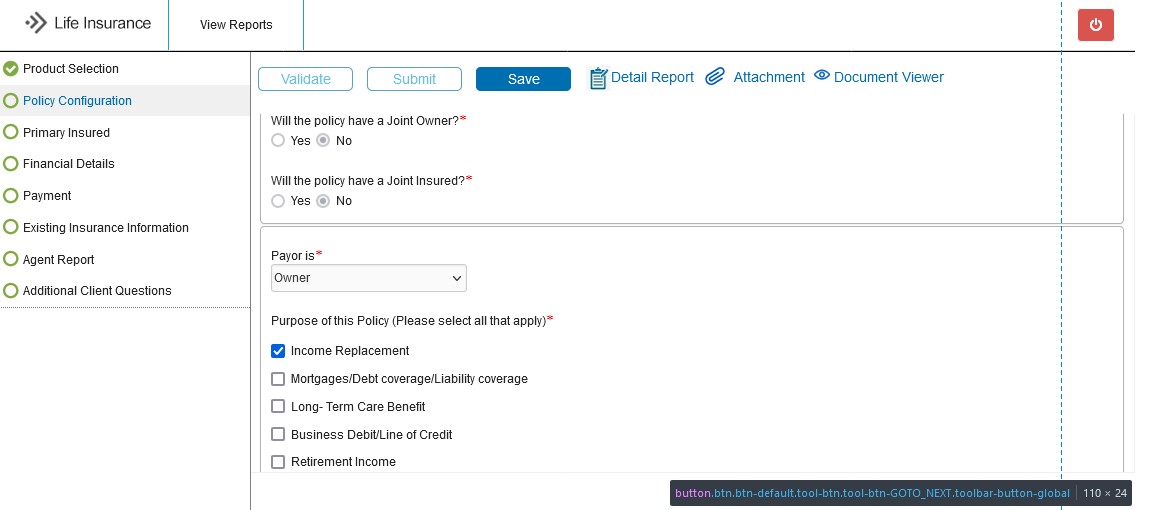 Life Insurance
View Reports
Product Selection
Policy Configuration
Primary Insured
Financial Details
Payment
Existing Insurance Information
Agent Report
Additional Client Questions
Validate
Submit
Save
Detail Report
Attachment
Document Viewer
Will the policy have a Joint Owner?*
Yes No
Will the policy have a Joint Insured?*
Yes No
Payor is*
Owner
Purpose of this Policy (Please select all that apply)*
Income Replacement
Mortgages/Debt coverage/Liability coverage
Long- Term Care Benefit
Business Debit/Line of Credit
Retirement Income
button.btn.btn-default.tool-btn.tool-btn-GOTO_NEXT.toolbar-button-global 110 × 24